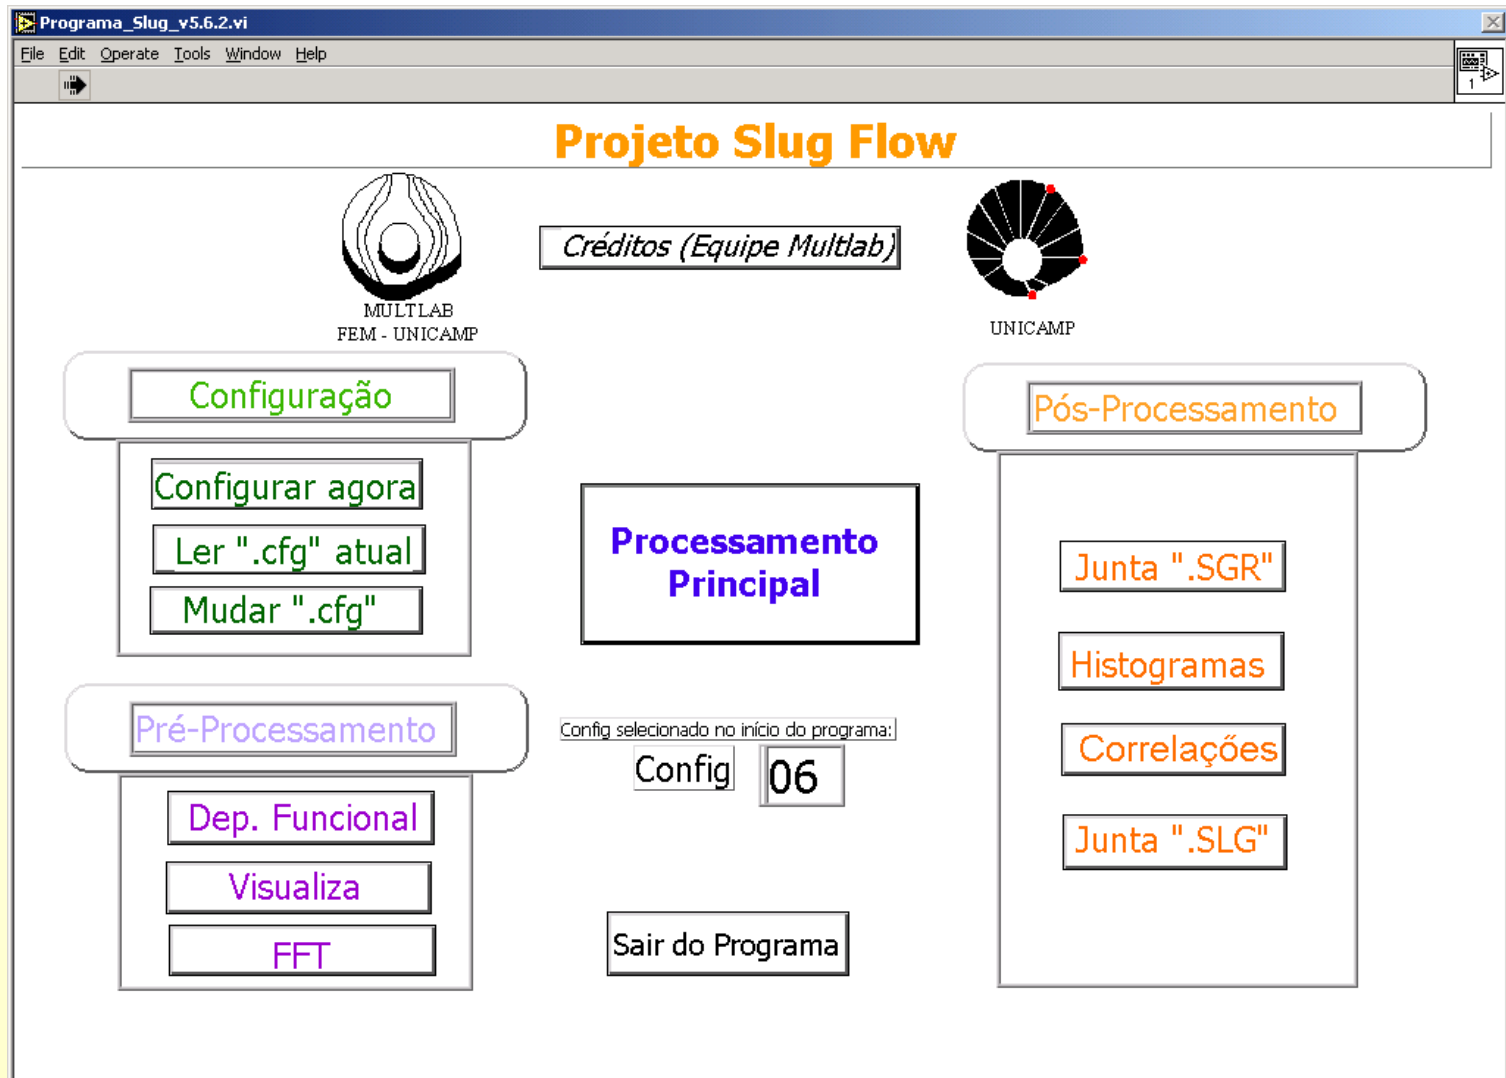 Programa_Slug_v5.6.2.vi
File Edit Operate Tools Window Help
1
Projeto Slug Flow
MULTLAB
FEM - UNICAMP
Créditos (Equipe Multlab)
UNICAMP
Configuração
Configurar agora
Ler ".cfg" atual
Mudar ".cfg"
Pré-Processamento
Dep. Funcional
Visualiza
FFT
Processamento
Principal
Config selecionado no início do programa:
Config 06
Sair do Programa
Pós-Processamento
Junta ".SGR"
Histogramas
Correlações
Junta ".SLG"